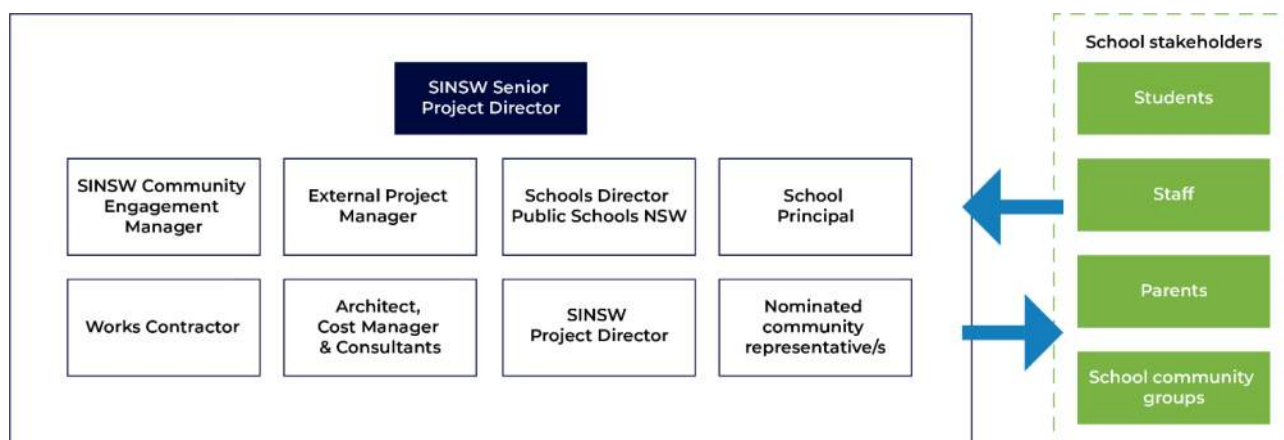 School stakeholders
SINSW Senior
Project Director
Students
SINSW Community
Engagement
Manager
External Project
Manager
Schools Director
Public Schools NSW
School
Principal
Staff
Works Contractor
Architect,
Cost Manager
& Consultants
SINSW
Project Director
Nominated
community
representative/s
Parents
School community
groups